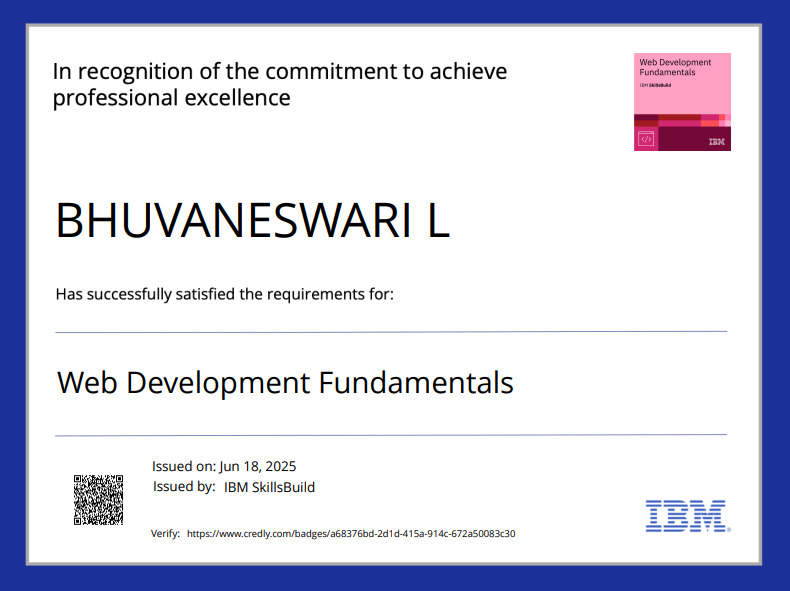 In recognition of the commitment to achieve
professional excellence
Web Development
Fundamentals
IBM SkillsBuild
IBM
BHUVANESWARI L
Has successfully satisfied the requirements for:
Web Development Fundamentals
Issued on: Jun 18, 2025
Issued by: IBM SkillsBuild
Verify: https://www.credly.com/badges/a68376bd-2d1d-415a-914c-672a50083c30
IBM®